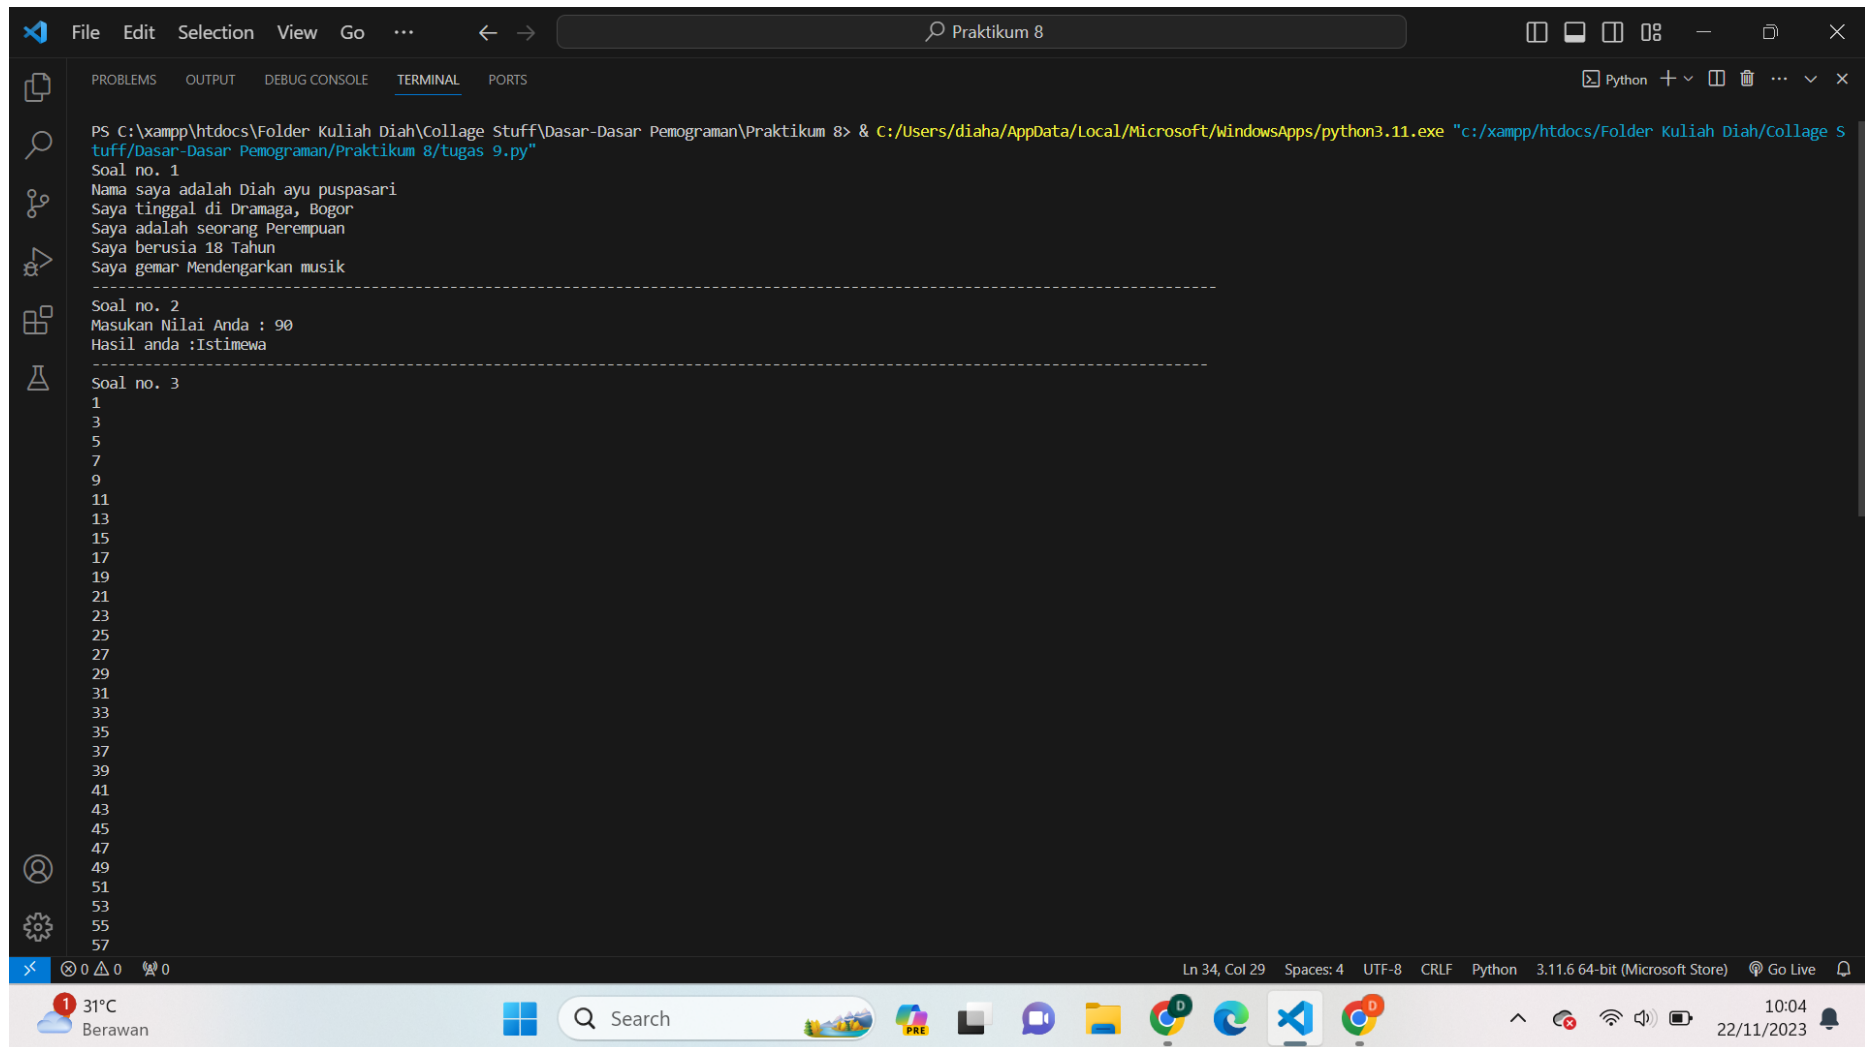 File Edit Selection View Go ··· Praktikum 8
PROBLEMS OUTPUT DEBUG CONSOLE TERMINAL PORTS Python
PS C:\xampp\htdocs\Folder Kuliah Diah\Collage Stuff\Dasar-Dasar Pemograman\Praktikum 8> & C:/Users/diaha/AppData/Local/Microsoft/WindowsApps/python3.11.exe "c:/xampp/htdocs/Folder Kuliah Diah/Collage S
tuff/Dasar-Dasar Pemograman/Praktikum 8/tugas 9.py"
Soal no. 1
Nama saya adalah Diah ayu puspasari
Saya tinggal di Dramaga, Bogor
Saya adalah seorang Perempuan
Saya berusia 18 Tahun
Saya gemar Mendengarkan musik
--------------------------------------------------------------------------------------------------------------------------------
Soal no. 2
Masukan Nilai Anda : 90
Hasil anda :Istimewa
-------------------------------------------------------------------------------------------------------------------------------
Soal no. 3
1
3
5
7
9
11
13
15
17
19
21
23
25
27
29
31
33
35
37
39
41
43
45
47
49
51
53
55
57
0 0 0 Ln 34, Col 29 Spaces: 4 UTF-8 CRLF Python 3.11.6 64-bit (Microsoft Store) Go Live
1 31°C
Berawan
Search
PRE
D
D
10:04
22/11/2023